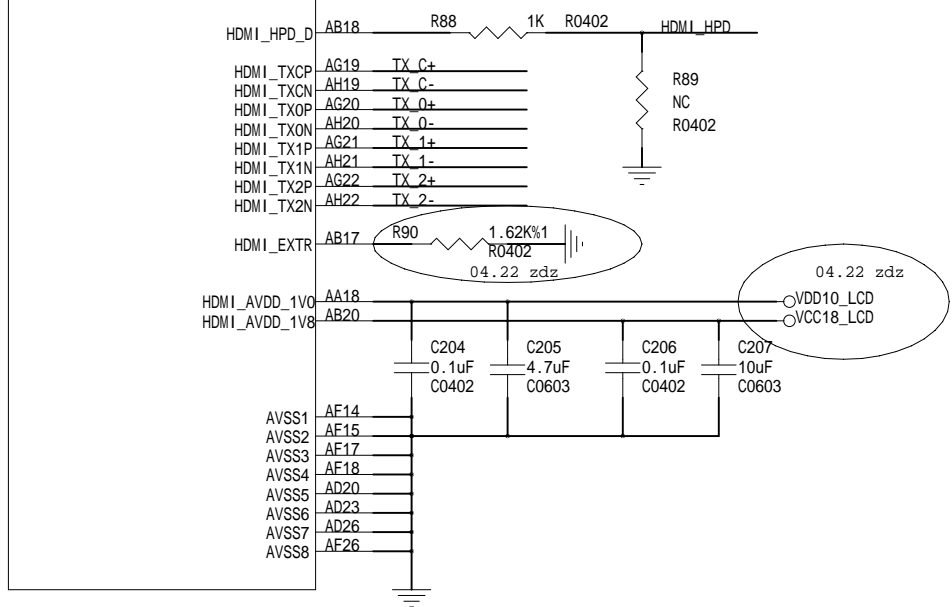 HDMI_HPD_D AB18 R88 1K R0402 HDMI_HPD
HDMI_TXCP AG19 TX_C+
HDMI_TXCN AH19 TX_C-
HDMI_TX0P AG20 TX_0+
HDMI_TX0N AH20 TX_0-
HDMI_TX1P AG21 TX_1+
HDMI_TX1N AH21 TX_1-
HDMI_TX2P AG22 TX_2+
HDMI_TX2N AH22 TX_2-
R89
NC
R0402
HDMI_EXTR AB17 R90 1.62K%1
R0402
04.22 zdz
04.22 zdz
HDMI_AVDD_1V0 AA18 VDD10_LCD
HDMI_AVDD_1V8 AB20 VCC18_LCD
C204
0.1uF
C0402
C205
4.7uF
C0603
C206
0.1uF
C0402
C207
10uF
C0603
AVSS1 AF14
AVSS2 AF15
AVSS3 AF17
AVSS4 AF18
AVSS5 AD20
AVSS6 AD23
AVSS7 AD26
AVSS8 AF26